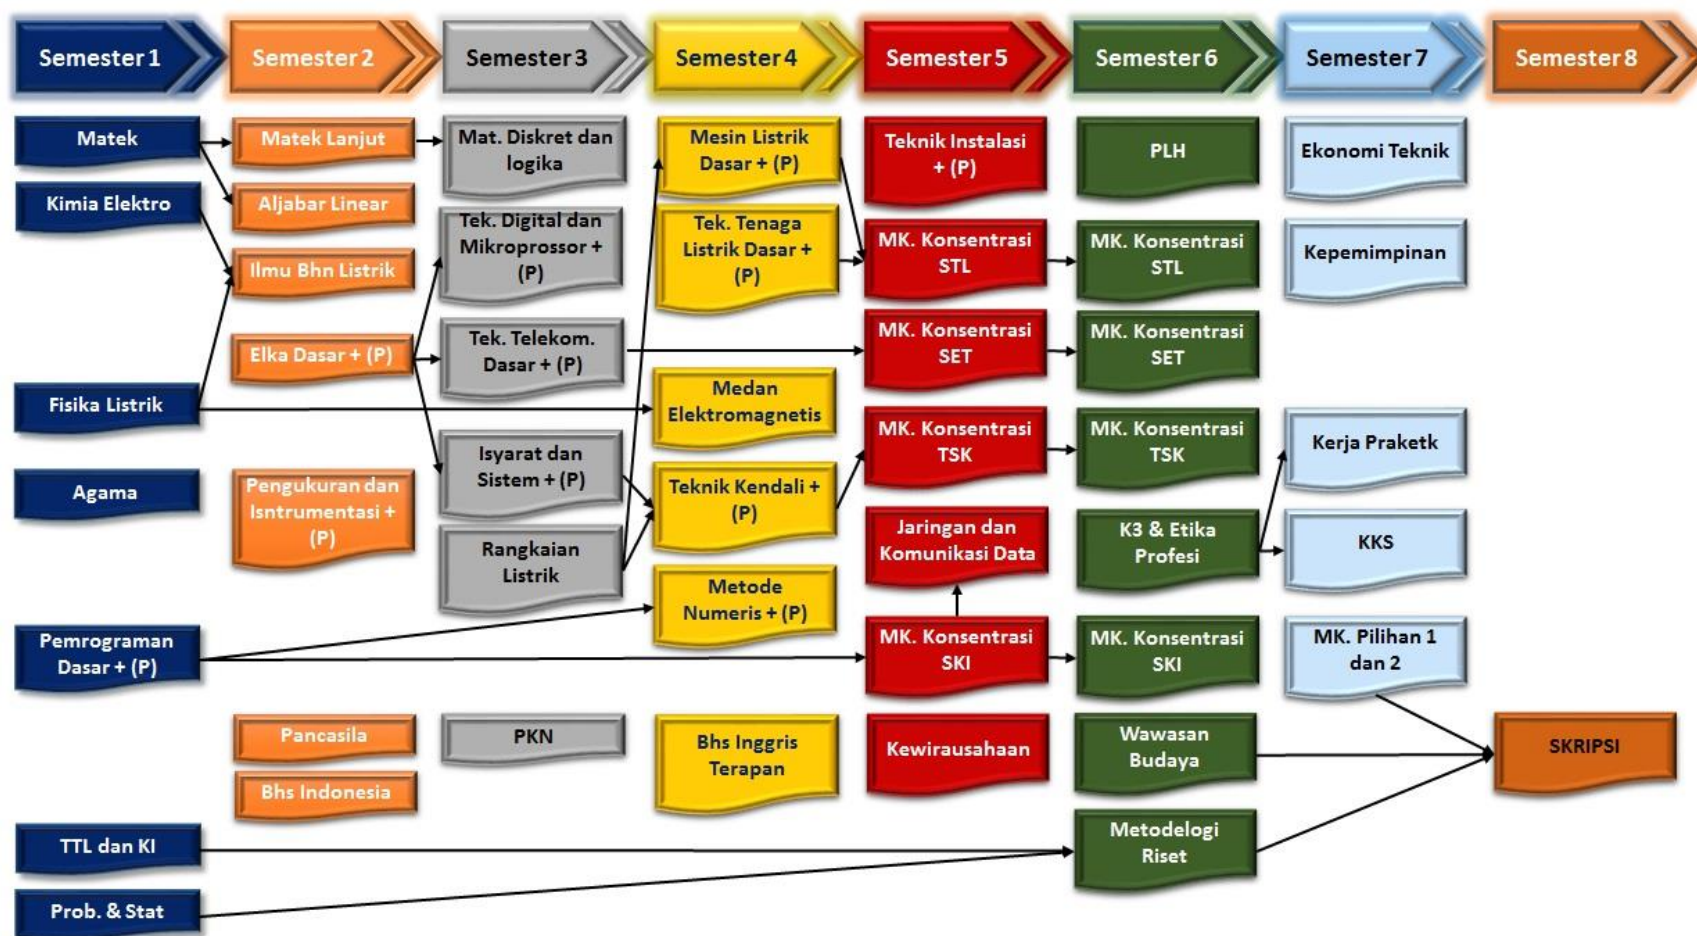 Semester 1
Semester 2
Semester 3
Semester 4
Semester 5
Semester 6
Semester 7
Semester 8
Matek
Kimia Elektro
Fisika Listrik
Agama
Pemrograman
Dasar + (P)
TTL dan KI
Prob. & Stat
Matek Lanjut
Aljabar Linear
Ilmu Bhn Listrik
Elka Dasar + (P)
Pengukuran dan
Isntrumentasi +
(P)
Pancasila
Bhs Indonesia
Mat. Diskret dan
logika
Tek. Digital dan
Mikroprossor +
(P)
Tek. Telekom.
Dasar + (P)
Isyarat dan
Sistem + (P)
Rangkaian
Listrik
PKN
Mesin Listrik
Dasar + (P)
Tek. Tenaga
Listrik Dasar +
(P)
Medan
Elektromagnetis
Teknik Kendali +
(P)
Metode
Numeris + (P)
Bhs Inggris
Terapan
Teknik Instalasi
+ (P)
MK. Konsentrasi
STL
MK. Konsentrasi
SET
MK. Konsentrasi
TSK
Jaringan dan
Komunikasi Data
MK. Konsentrasi
SKI
Kewirausahaan
PLH
MK. Konsentrasi
STL
MK. Konsentrasi
SET
MK. Konsentrasi
TSK
K3 & Etika
Profesi
MK. Konsentrasi
SKI
Wawasan
Budaya
Metodelogi
Riset
Ekonomi Teknik
Kepemimpinan
Kerja Praketk
KKS
MK. Pilihan 1
dan 2
SKRIPSI